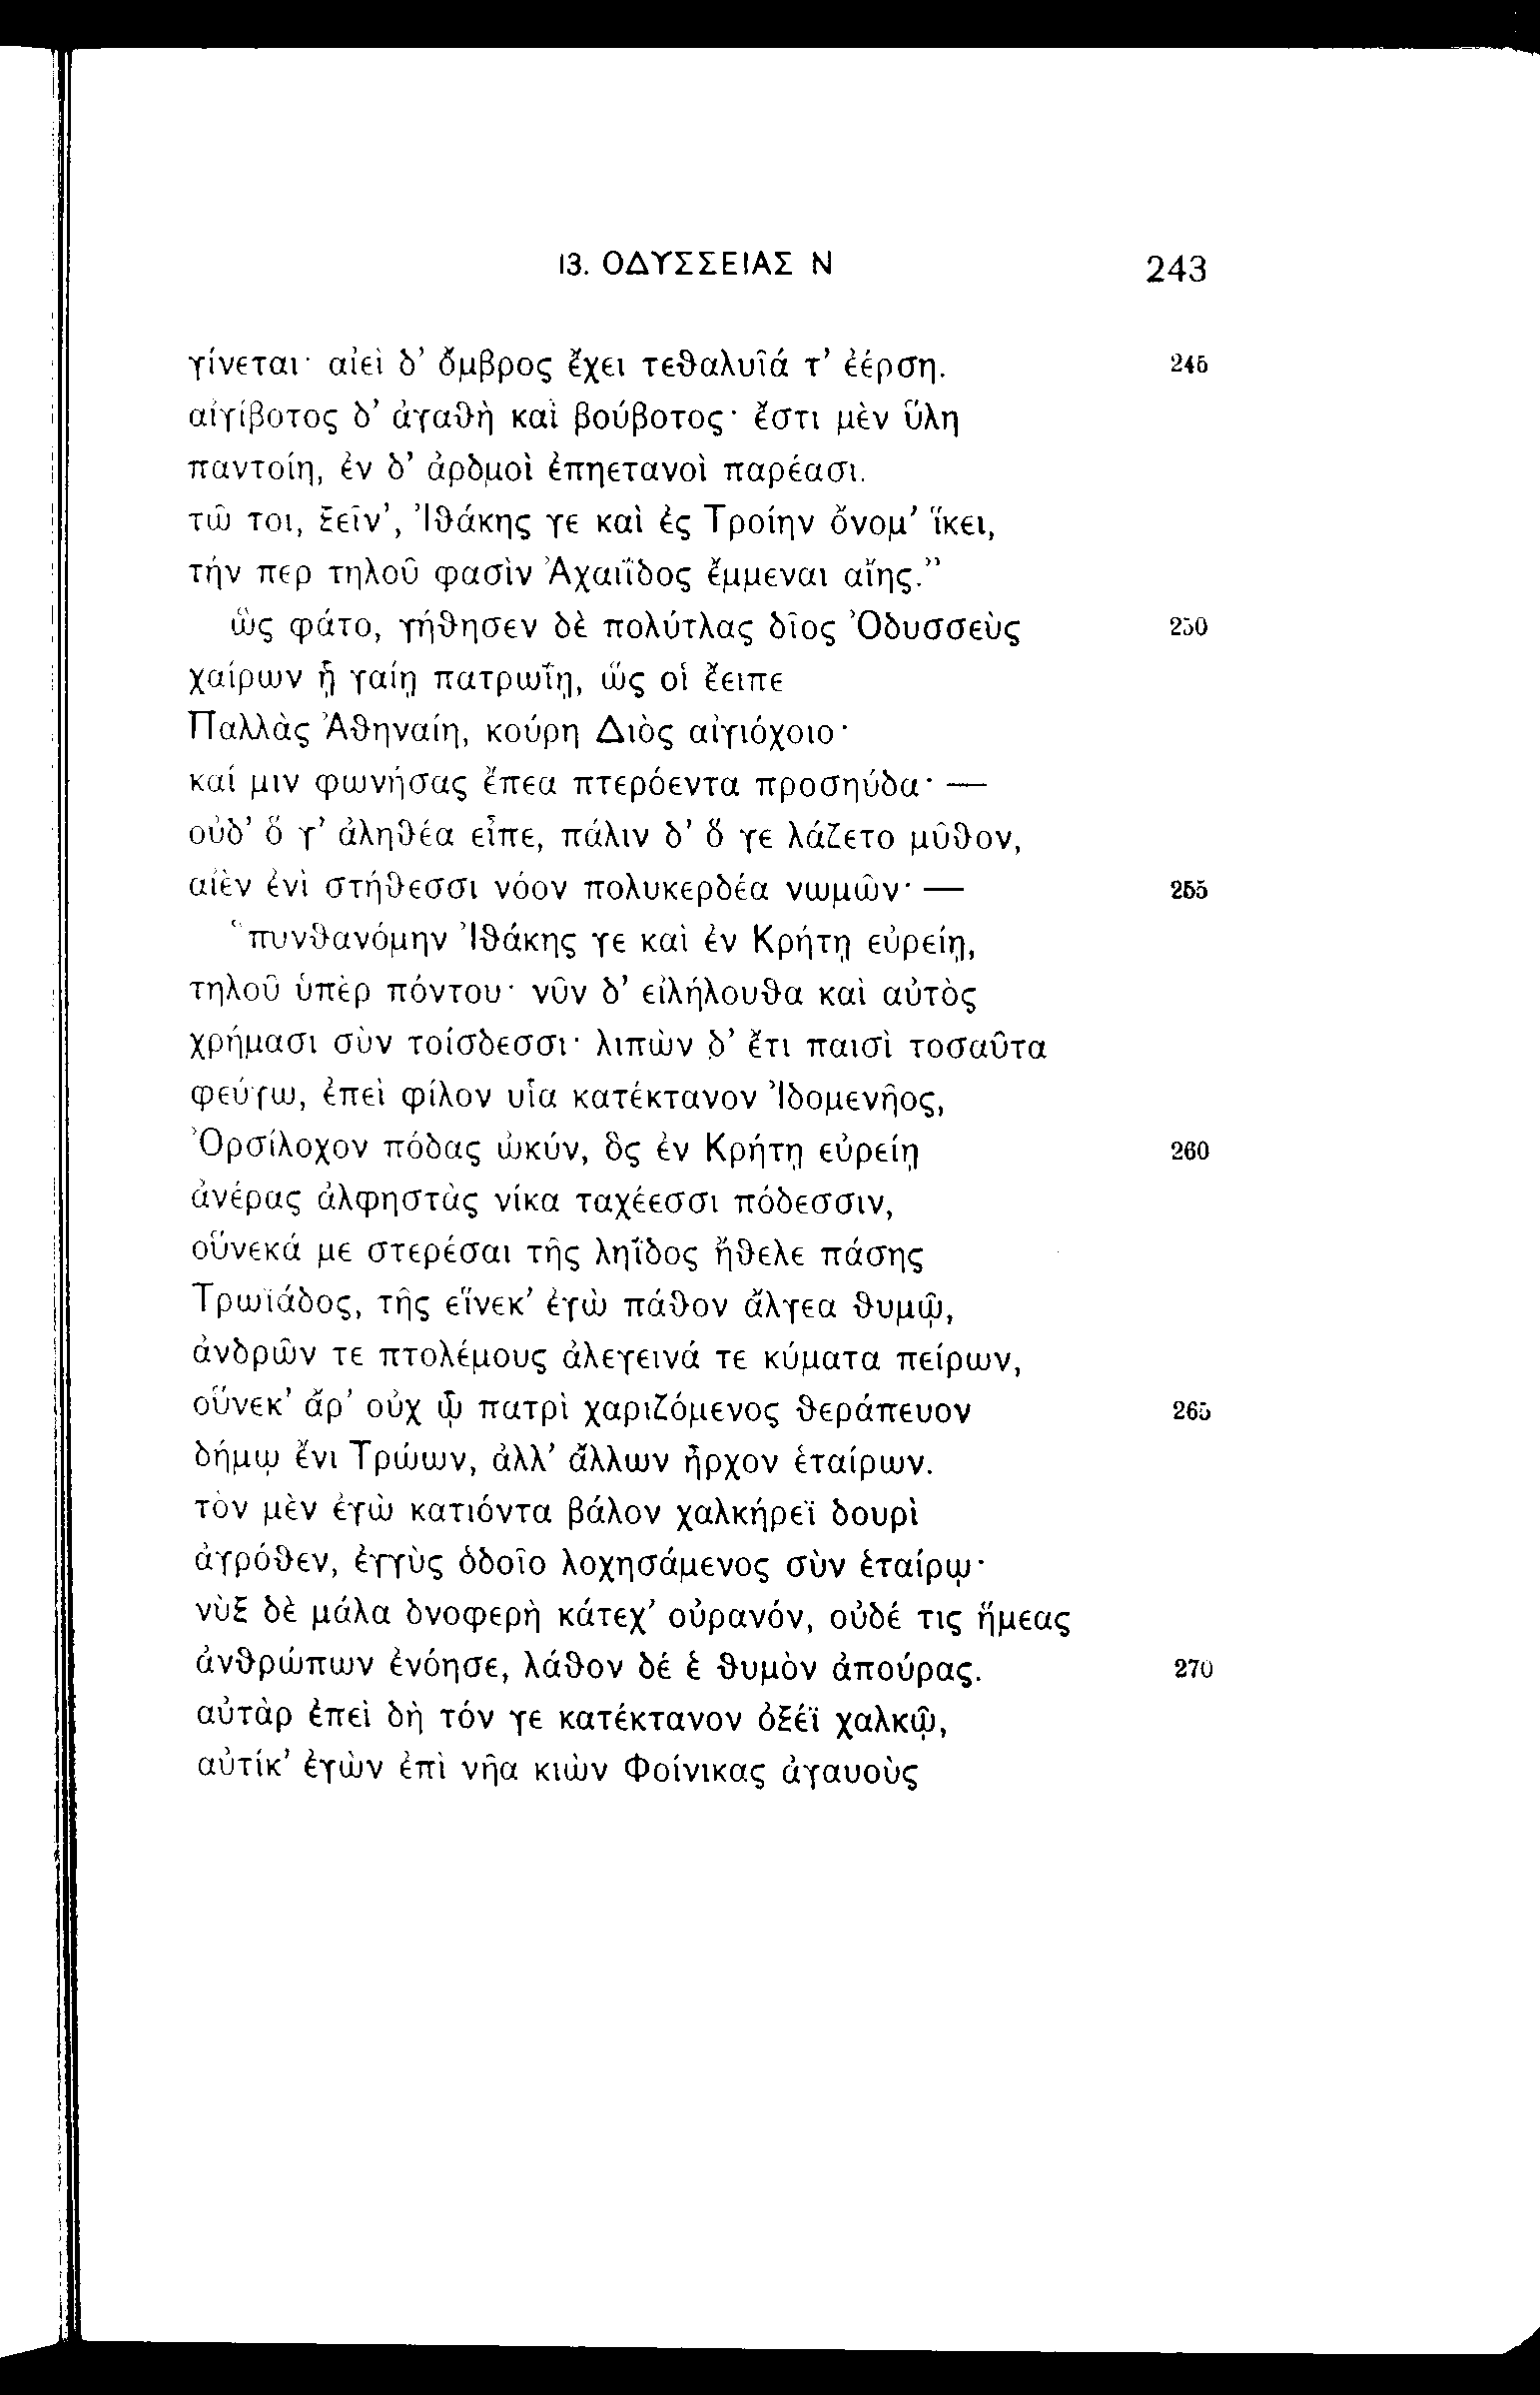 13. ΟΔΥΣΣΕΙΑΣ Ν 243
γίνεται· αἰεὶ δ’ ὄμβρος ἔχει τεθαλυῖά τ’ ἐέρση. 245
αἰγίβοτος δ’ ἀγαθὴ καὶ βούβοτος· ἔστι μὲν ὕλη
παντοίη, ἐν δ’ ἀρδμοὶ ἐπηετανοὶ παρέασι.
τῶ τοι, ξεῖν’, Ἰθάκης γε καὶ ἐς Τροίην ὄνομ’ ἵκει,
τήν περ τηλοῦ φασὶν Ἀχαιΐδος ἔμμεναι αἴης.”
ὣς φάτο, γήθησεν δὲ πολύτλας δῖος Ὀδυσσεὺς 250
χαίρων ᾗ γαίῃ πατρωΐῃ, ὥς οἱ ἔειπε
Παλλὰς Ἀθηναίη, κούρη Διὸς αἰγιόχοιο·
καί μιν φωνήσας ἔπεα πτερόεντα προσηύδα· —
οὐδ’ ὅ γ’ ἀληθέα εἶπε, πάλιν δ’ ὅ γε λάζετο μῦθον,
αἰὲν ἐνὶ στήθεσσι νόον πολυκερδέα νωμῶν· — 255
“πυνθανόμην Ἰθάκης γε καὶ ἐν Κρήτῃ εὐρείῃ,
τηλοῦ ὑπὲρ πόντου· νῦν δ’ εἰλήλουθα καὶ αὐτὸς
χρήμασι σὺν τοίσδεσσι· λιπὼν δ’ ἔτι παισὶ τοσαῦτα
φεύγω, ἐπεὶ φίλον υἷα κατέκτανον Ἰδομενῆος,
Ὀρσίλοχον πόδας ὠκύν, ὃς ἐν Κρήτῃ εὐρείῃ 260
ἀνέρας ἀλφηστὰς νίκα ταχέεσσι πόδεσσιν,
οὕνεκά με στερέσαι τῆς ληΐδος ἤθελε πάσης
Τρωϊάδος, τῆς εἵνεκ’ ἐγὼ πάθον ἄλγεα θυμῷ,
ἀνδρῶν τε πτολέμους ἀλεγεινά τε κύματα πείρων,
οὕνεκ’ ἄρ’ οὐχ ᾧ πατρὶ χαριζόμενος θεράπευον 265
δήμῳ ἔνι Τρώων, ἀλλ’ ἄλλων ἦρχον ἑταίρων.
τὸν μὲν ἐγὼ κατιόντα βάλον χαλκήρεϊ δουρὶ
ἀγρόθεν, ἐγγὺς ὁδοῖο λοχησάμενος σὺν ἑταίρῳ·
νὺξ δὲ μάλα δνοφερὴ κάτεχ’ οὐρανόν, οὐδέ τις ἥμεας
ἀνθρώπων ἐνόησε, λάθον δέ ἑ θυμὸν ἀπούρας. 270
αὐτὰρ ἐπεὶ δὴ τόν γε κατέκτανον ὀξέϊ χαλκῷ,
αὐτίκ’ ἐγὼν ἐπὶ νῆα κιὼν Φοίνικας ἀγαυοὺς